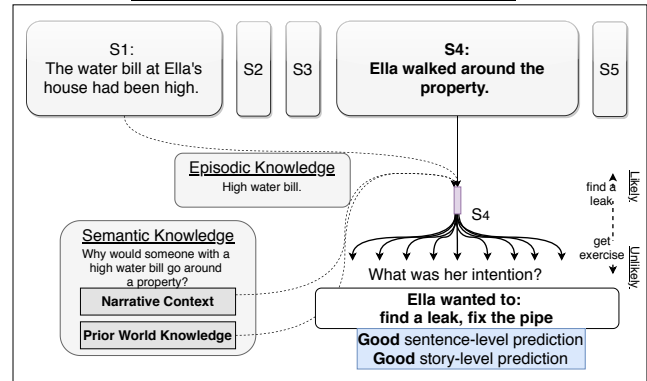 S1:
The water bill at Ella's
house had been high.
S2
S3
S4:
Ella walked around the
property.
S5
Episodic Knowledge
High water bill.
Semantic Knowledge
Why would someone with a
high water bill go around
a property?
Narrative Context
Prior World Knowledge
S4
Likely
find a
leak
get
exercise
Unlikely
What was her intention?
Ella wanted to:
find a leak, fix the pipe
Good sentence-level prediction
Good story-level prediction